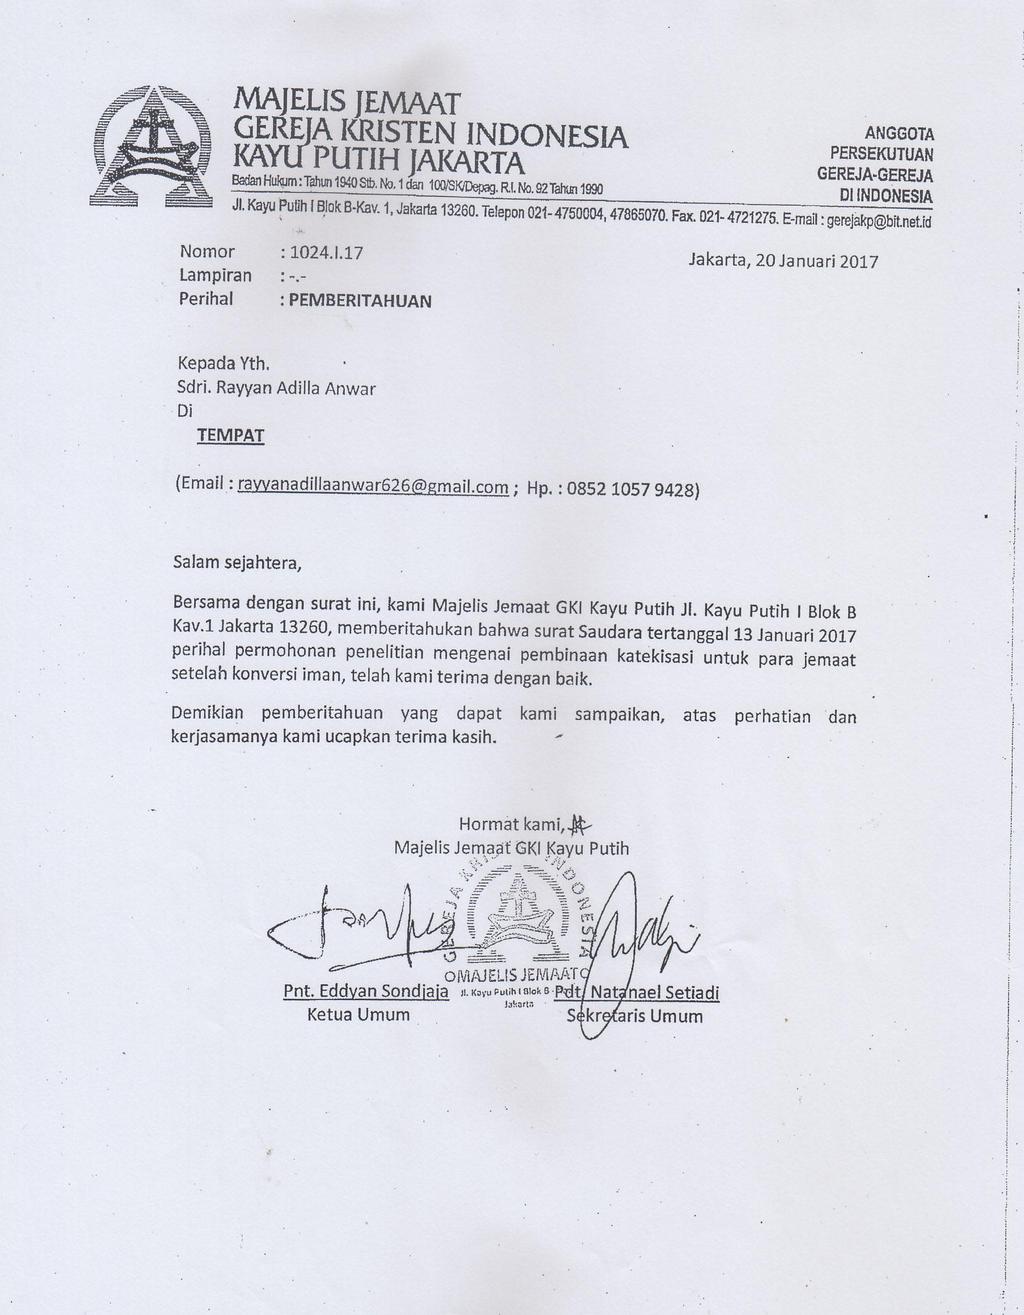 MAJELIS JEMAAT
GEREJA KRISTEN INDONESIA
KAYU PUTIH JAKARTA
Badan Hukum : Tahun 1940 Stb. No. 1 dan 100/SK/Depag. R.I. No. 92 Tahun 1990
Jl. Kayu Putih I Blok B-Kav. 1, Jakarta 13260. Telepon 021- 4750004, 47865070. Fax. 021- 4721275. E-mail : gerejakp@bit.net.id
ANGGOTA
PERSEKUTUAN
GEREJA-GEREJA
DI INDONESIA
Nomor : 1024.I.17
Jakarta, 20 Januari 2017
Lampiran : -.-
Perihal : PEMBERITAHUAN
Kepada Yth.
Sdri. Rayyan Adilla Anwar
Di
TEMPAT
(Email : rayyanadillaanwar626@gmail.com ; Hp. : 0852 1057 9428)
Salam sejahtera,
Bersama dengan surat ini, kami Majelis Jemaat GKI Kayu Putih Jl. Kayu Putih I Blok B
Kav.1 Jakarta 13260, memberitahukan bahwa surat Saudara tertanggal 13 Januari 2017
perihal permohonan penelitian mengenai pembinaan katekisasi untuk para jemaat
setelah konversi iman, telah kami terima dengan baik.
Demikian pemberitahuan yang dapat kami sampaikan, atas perhatian dan
kerjasamanya kami ucapkan terima kasih.
Hormat kami,
Majelis Jemaat GKI Kayu Putih
GEREJA KRISTEN INDONESIA
MAJELIS JEMAAT
Jl. Kayu Putih I Blok B
Jakarta
Pnt. Eddyan Sondjaja
Pdt. Natanael Setiadi
Ketua Umum
Sekretaris Umum